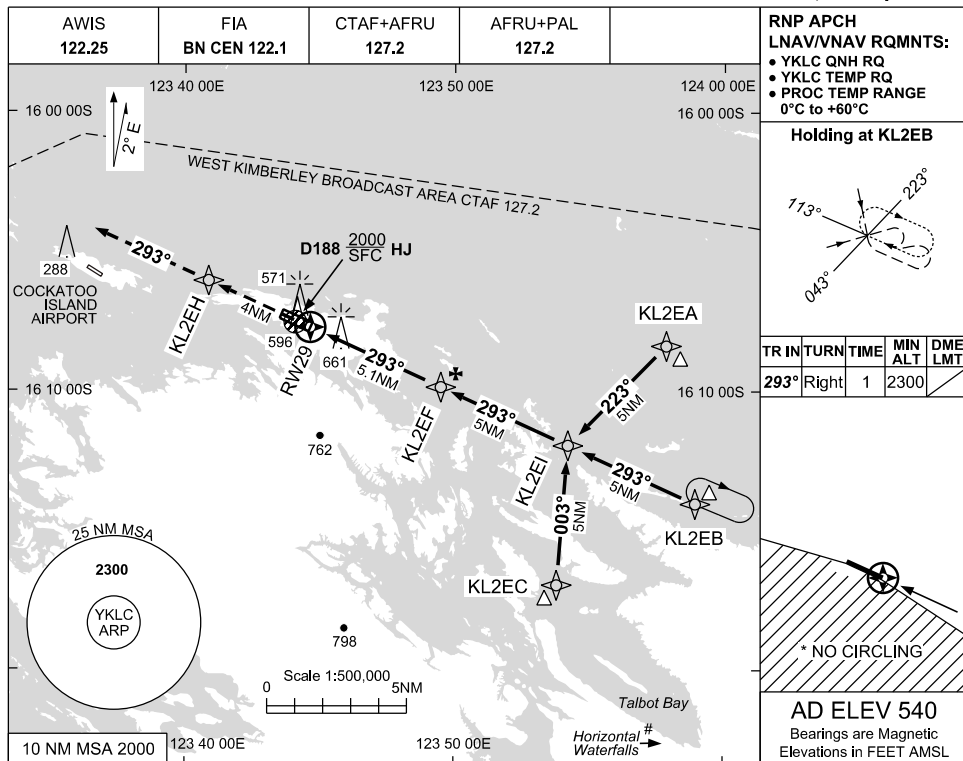 AWIS
122.25
FIA
BN CEN 122.1
CTAF+AFRU
127.2
AFRU+PAL
127.2
RNP APCH
LNAV/VNAV RQMNTS:
• YKLC QNH RQ
• YKLC TEMP RQ
• PROC TEMP RANGE
0°C to +60°C
123 40 00E
123 50 00E
124 00 00E
16 00 00S
16 00 00S
2° E
WEST KIMBERLEY BROADCAST AREA CTAF 127.2
Holding at KL2EB
223°
113°
043°
D188 2000 HJ
SFC
293°
288
COCKATOO
ISLAND
AIRPORT
KL2EH
4NM
571
596
RW29
661
293°
5.1NM
KL2EF
KL2EA
223°
5NM
293°
5NM
KL2EI
16 10 00S
16 10 00S
TR IN TURN TIME MIN ALT DME LMT
293° Right 1 2300
762
293°
5NM
KL2EB
003°
5NM
KL2EC
25 NM MSA
2300
YKLC
ARP
798
Scale 1:500,000
0 5NM
Talbot Bay
#
Horizontal
Waterfalls
* NO CIRCLING
10 NM MSA 2000
123 40 00E
123 50 00E
AD ELEV 540
Bearings are Magnetic
Elevations in FEET AMSL